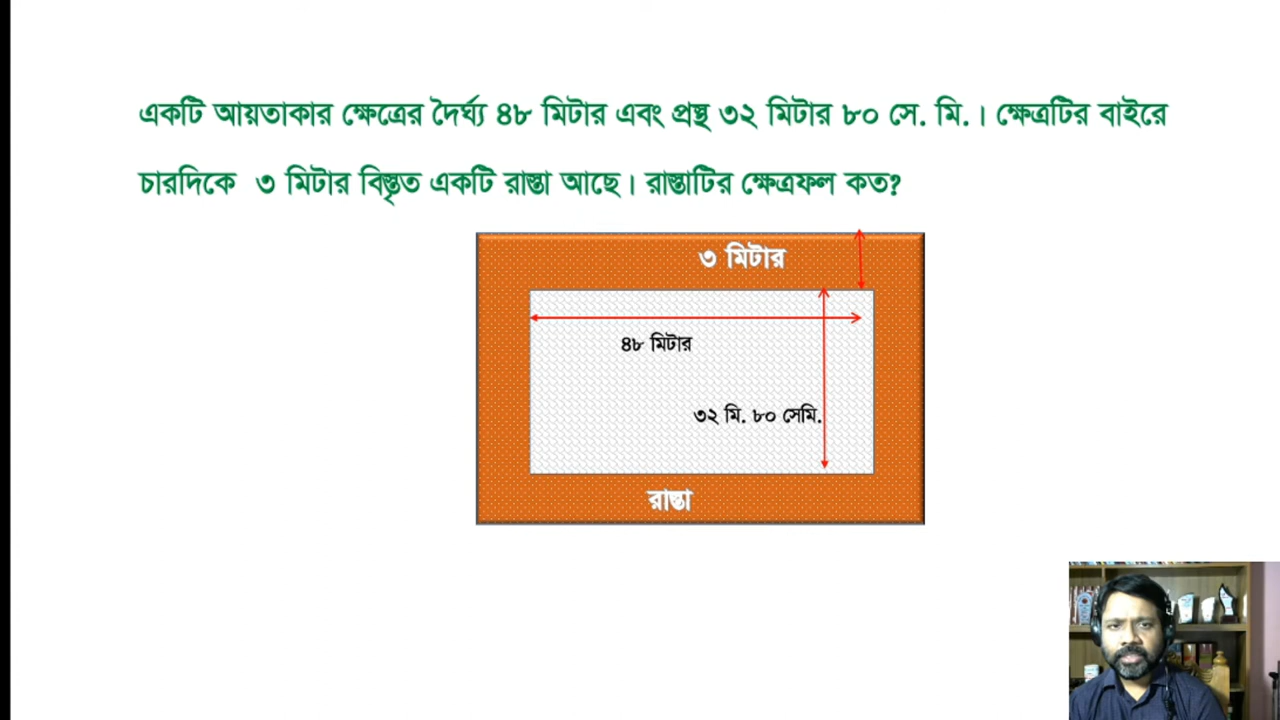 একটি আয়তাকার ক্ষেত্রের দৈর্ঘ্য ৪৮ মিটার এবং প্রস্থ ৩২ মিটার ৮০ সে. মি.। ক্ষেত্রটির বাইরে
চারদিকে ৩ মিটার বিস্তৃত একটি রাস্তা আছে। রাস্তাটির ক্ষেত্রফল কত?
৩ মিটার
৪৮ মিটার
৩২ মি. ৮০ সেমি.
রাস্তা